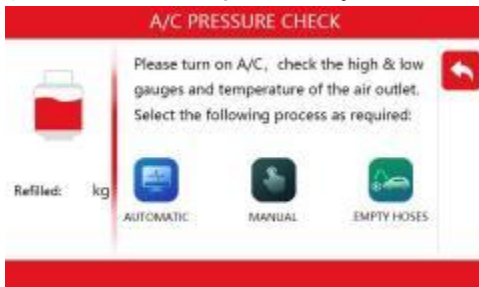 A/C PRESSURE CHECK
Please turn on A/C, check the high & low
gauges and temperature of the air outlet.
Select the following process as required:
Refilled: kg
AUTOMATIC MANUAL EMPTY HOSES